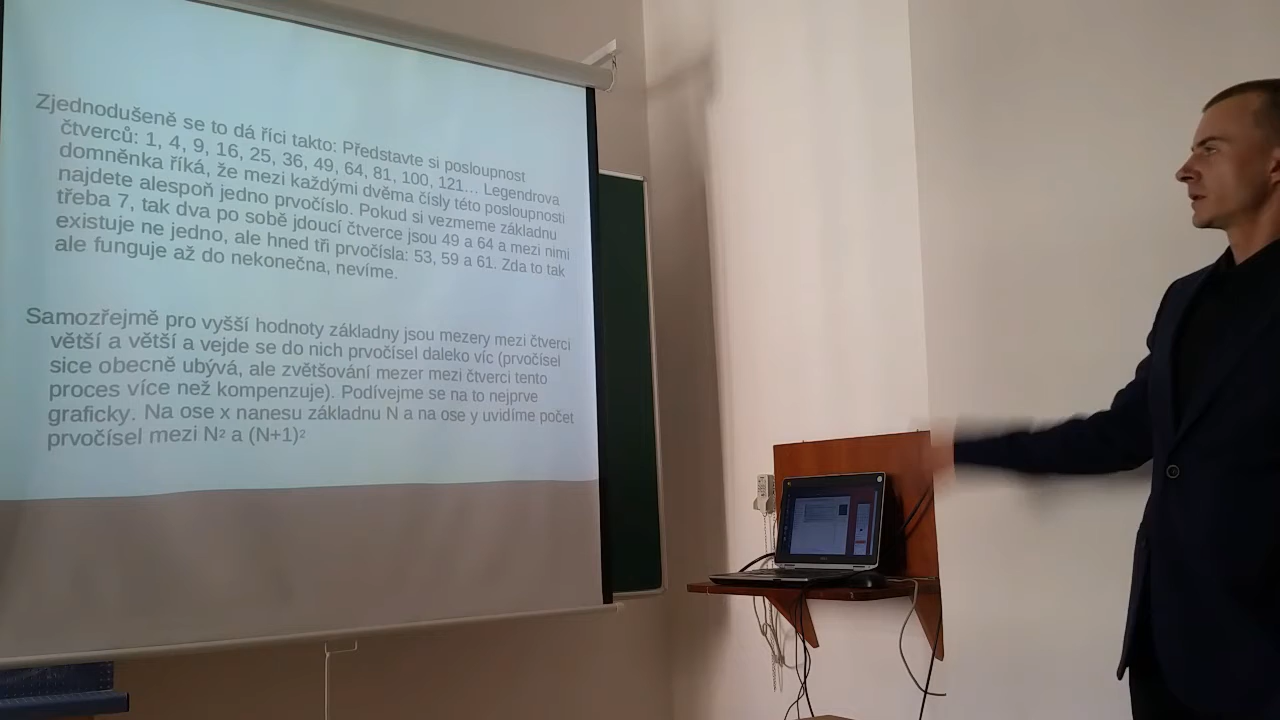 Zjednodušeně se to dá říci takto: Představte si posloupnost
čtverců: 1, 4, 9, 16, 25, 36, 49, 64, 81, 100, 121... Legendrova
domněnka říká, že mezi každými dvěma čísly této posloupnosti
najdete alespoň jedno prvočíslo. Pokud si vezmeme základnu
třeba 7, tak dva po sobě jdoucí čtverce jsou 49 a 64 a mezi nimi
existuje ne jedno, ale hned tři prvočísla: 53, 59 a 61. Zda to tak
ale funguje až do nekonečna, nevíme.
Samozřejmě pro vyšší hodnoty základny jsou mezery mezi čtverci
větší a větší a vejde se do nich prvočísel daleko víc (prvočísel
sice obecně ubývá, ale zvětšování mezer mezi čtverci tento
proces více než kompenzuje). Podívejme se na to nejprve
graficky. Na ose x nanesu základnu N a na ose y uvidíme počet
prvočísel mezi N² a (N+1)²